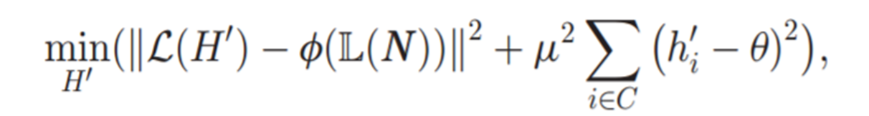 min_{H′}(‖𝓛(H′) − ϕ(𝕃(N))‖² + μ² ∑_{i∈C} (h′_i − θ)²),